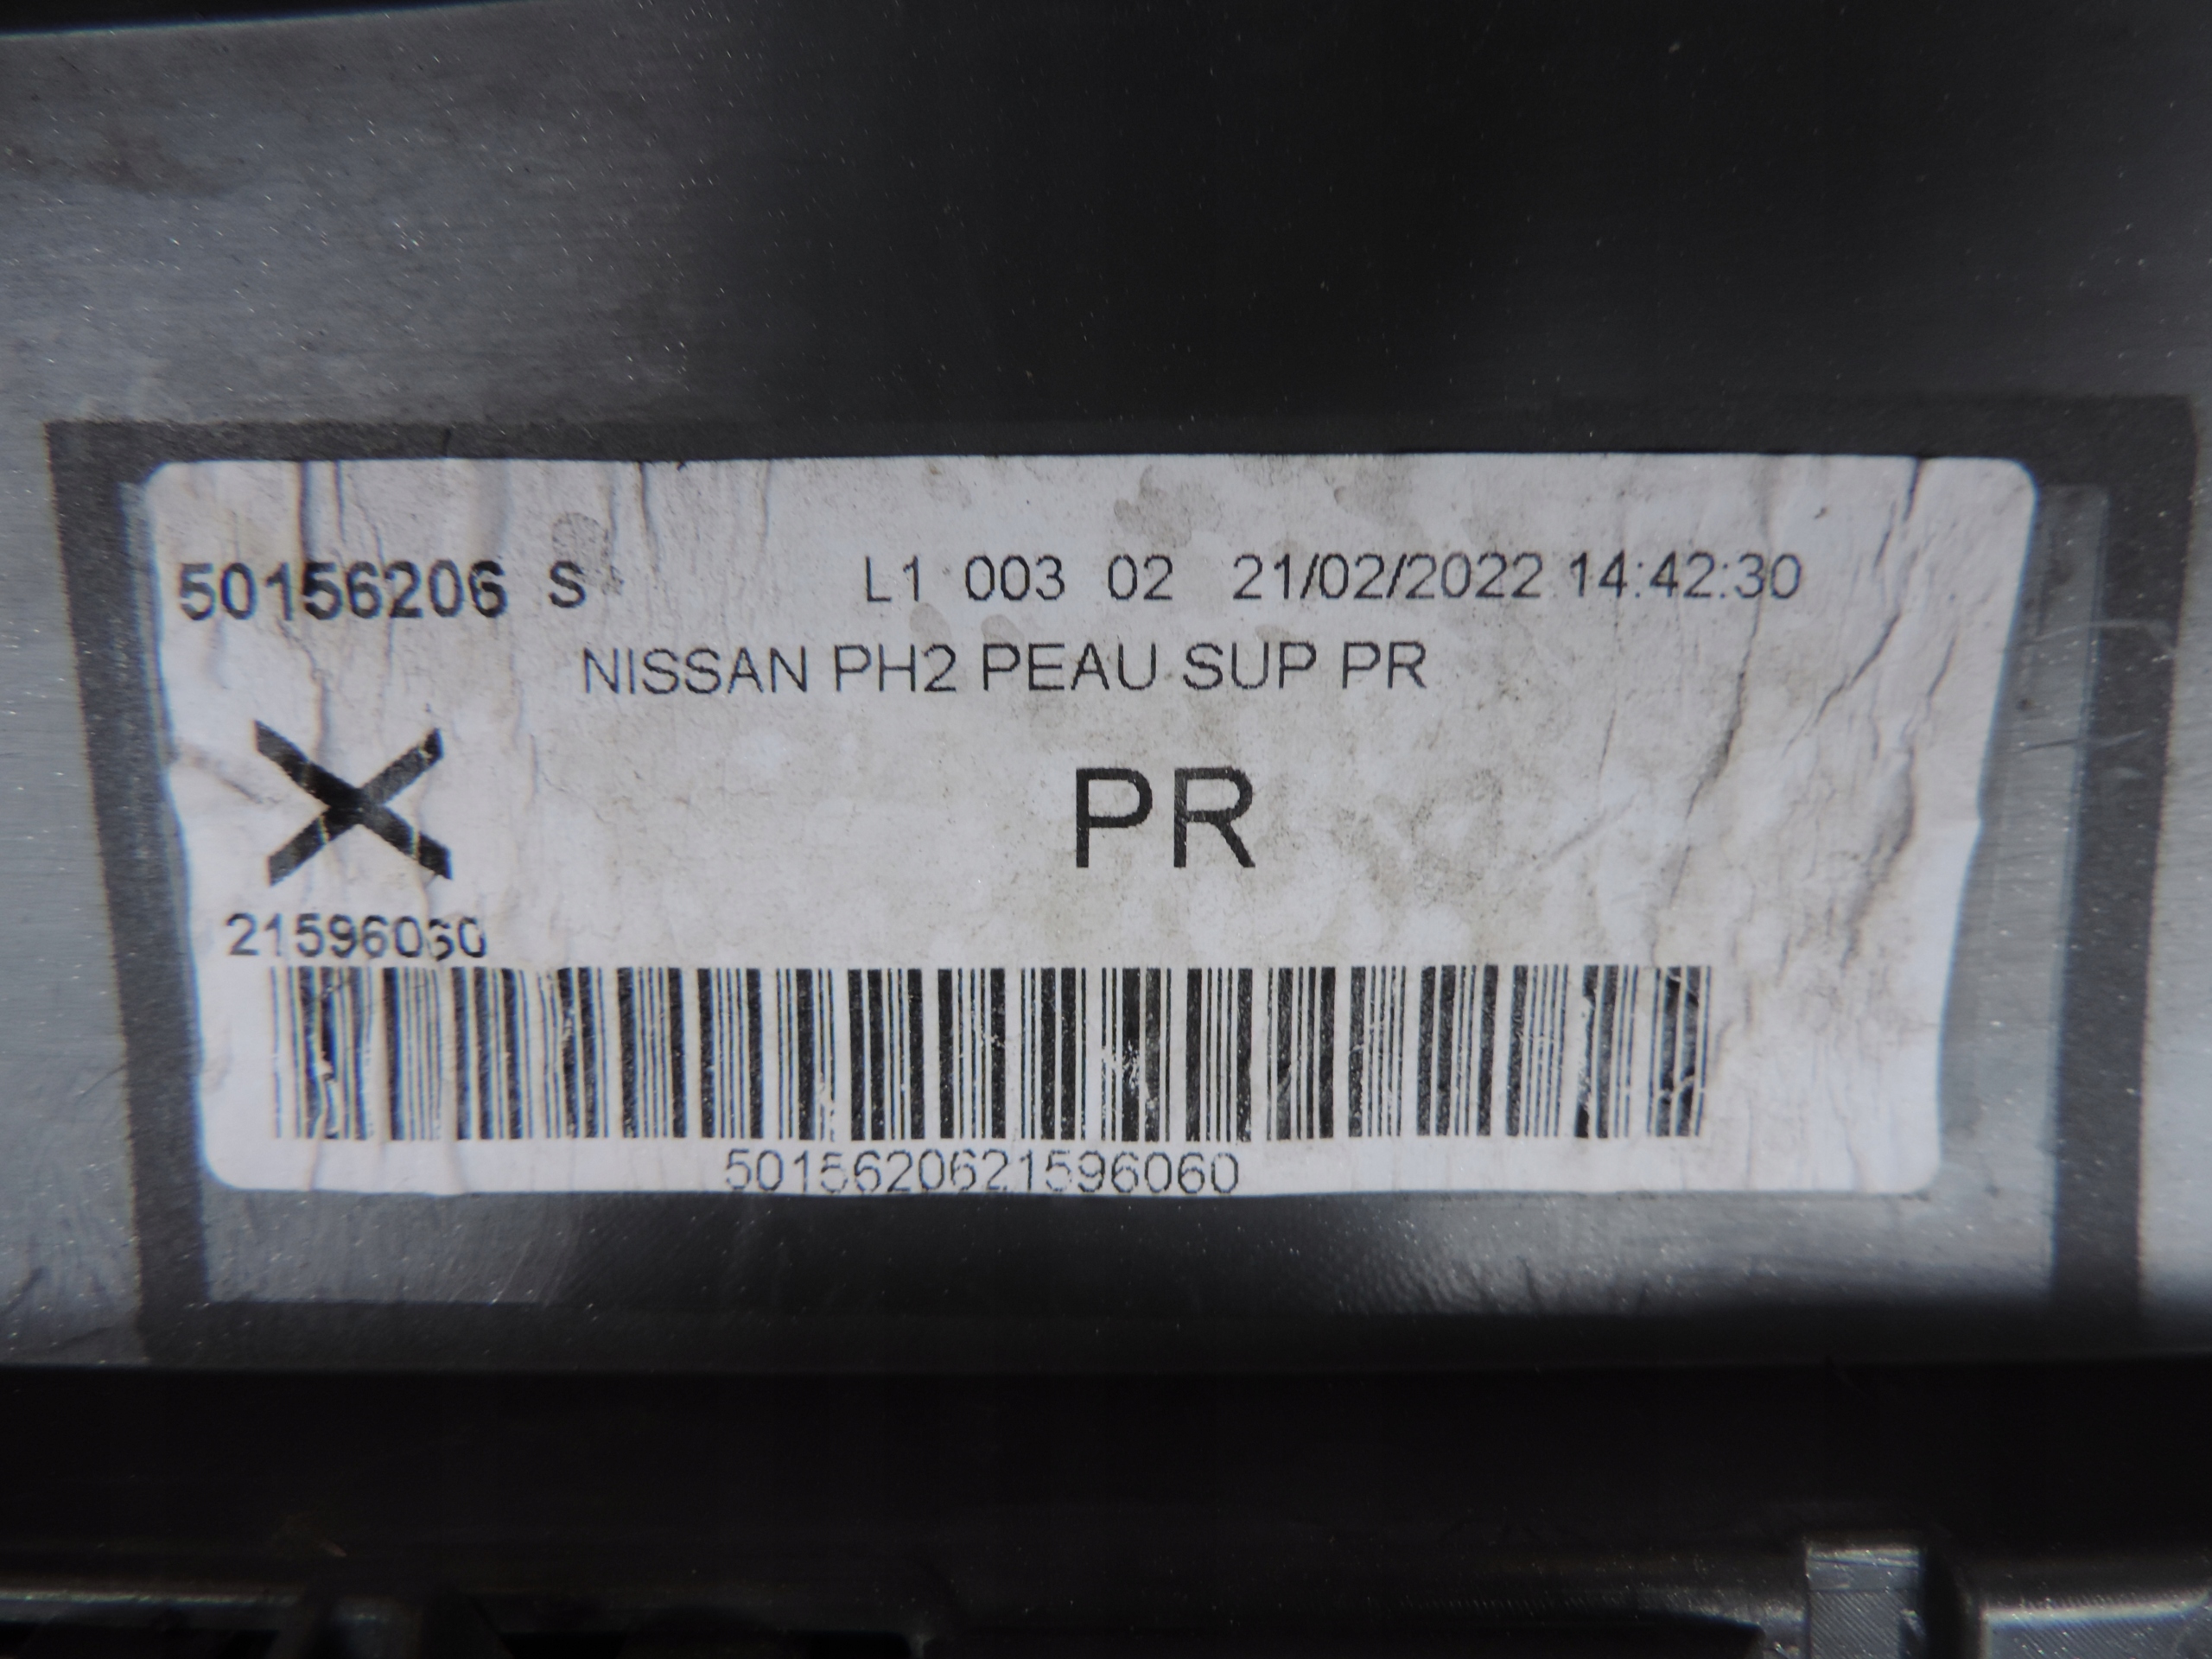 50156206 S L1 003 02 21/02/2022 14:42:30
NISSAN PH2 PEAU SUP PR
X PR
21596060
5015620621596060